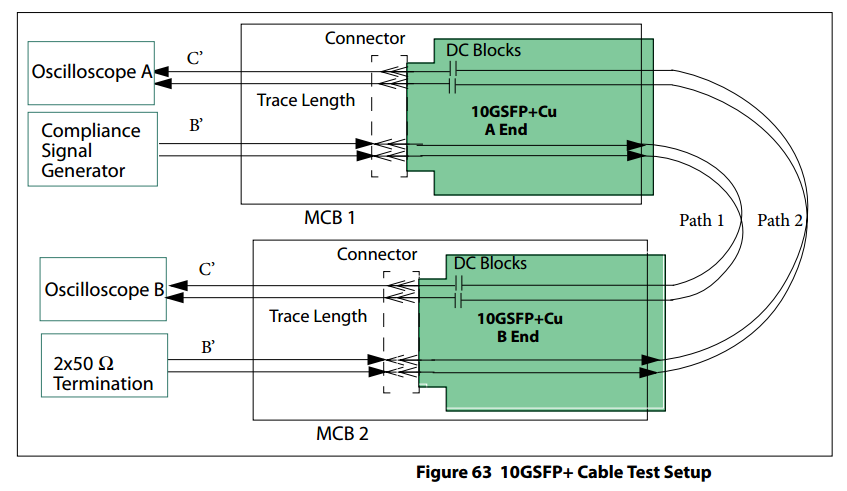 Connector
DC Blocks
C’
Oscilloscope A
Trace Length
10GSFP+Cu
A End
B’
Compliance
Signal
Generator
MCB 1
Path 1
Path 2
Connector
DC Blocks
C’
Oscilloscope B
Trace Length
10GSFP+Cu
B End
B’
2x50 Ω
Termination
MCB 2
Figure 63 10GSFP+ Cable Test Setup